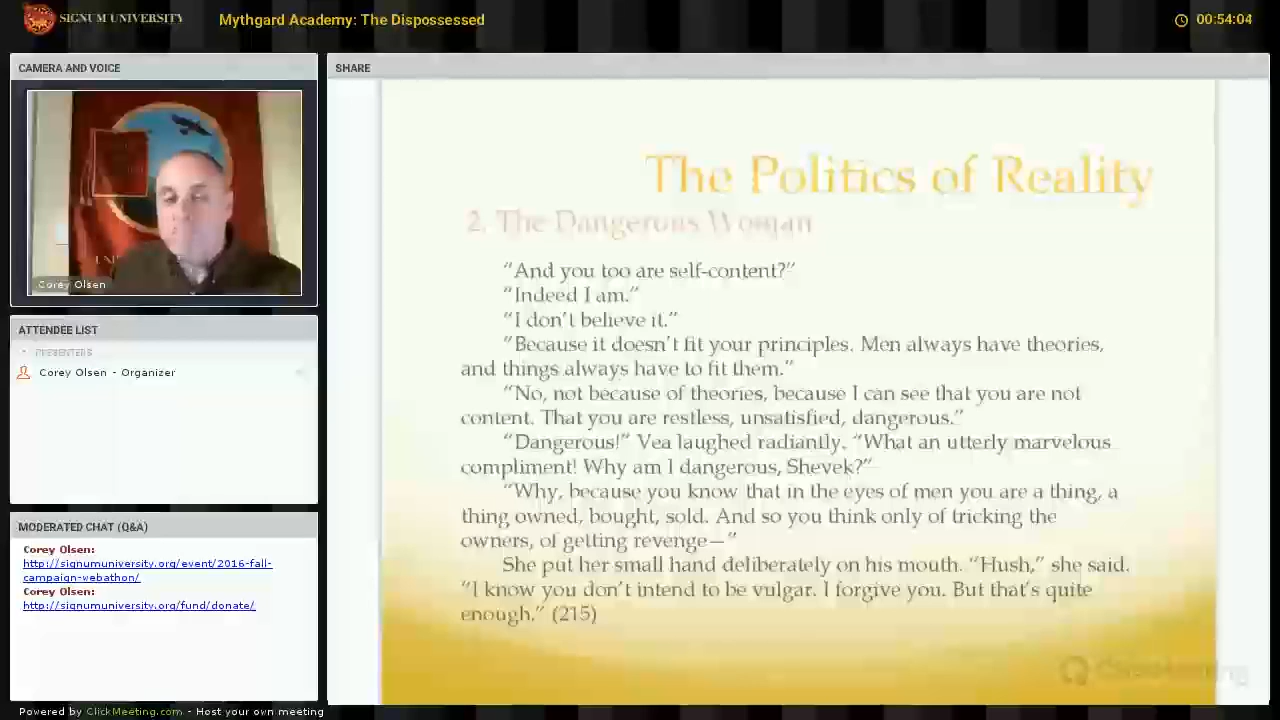 SIGNUM UNIVERSITY
Mythgard Academy: The Dispossessed
00:54:04
CAMERA AND VOICE
Corey Olsen
ATTENDEE LIST
PRESENTERS
Corey Olsen - Organizer
MODERATED CHAT (Q&A)
Corey Olsen:
http://signumuniversity.org/event/2016-fall-
campaign-webathon/
Corey Olsen:
http://signumuniversity.org/fund/donate/
SHARE
The Politics of Reality
2. The Dangerous Woman
“And you too are self-content?”
“Indeed I am.”
“I don’t believe it.”
“Because it doesn’t fit your principles. Men always have theories,
and things always have to fit them.”
“No, not because of theories, because I can see that you are not
content. That you are restless, unsatisfied, dangerous.”
“Dangerous!” Vea laughed radiantly. “What an utterly marvelous
compliment! Why am I dangerous, Shevek?”
“Why, because you know that in the eyes of men you are a thing, a
thing owned, bought, sold. And so you think only of tricking the
owners, of getting revenge—”
She put her small hand deliberately on his mouth. “Hush,” she said.
“I know you don’t intend to be vulgar. I forgive you. But that’s quite
enough.” (215)
ClickMeeting
Powered by ClickMeeting.com - Host your own meeting